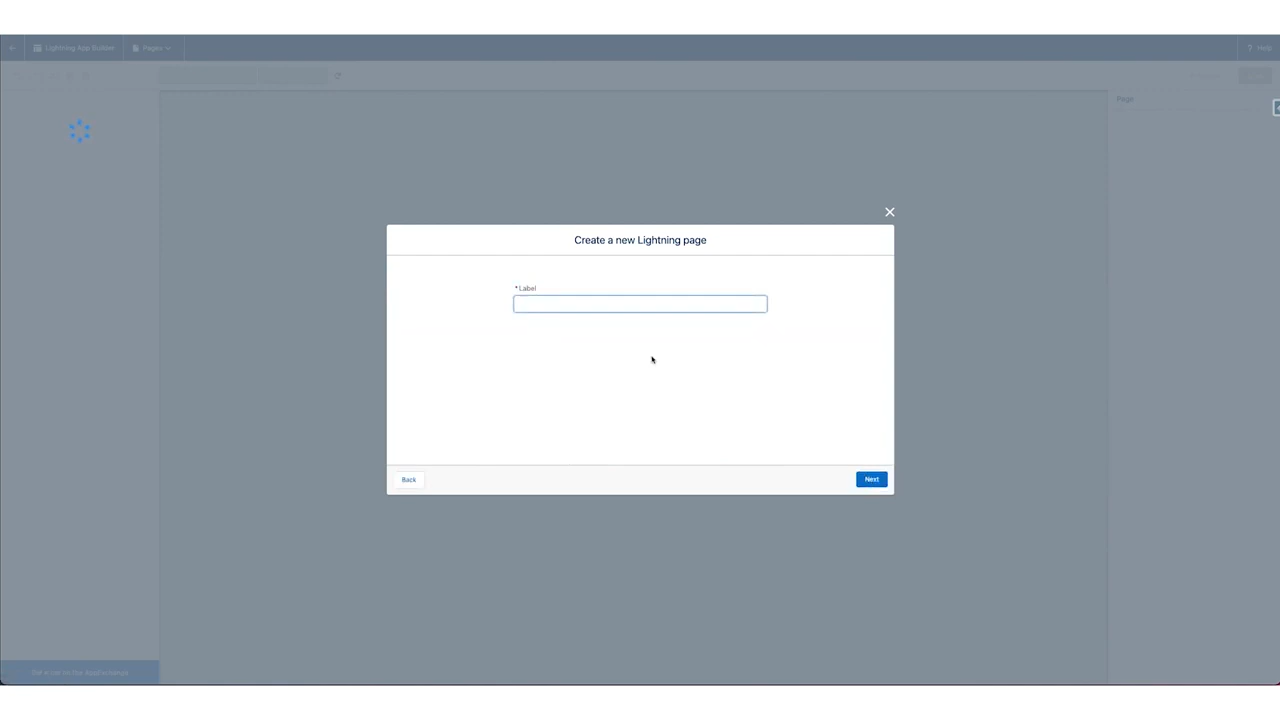 Lightning App Builder
Pages
? Help
Page
Create a new Lightning page
* Label
Back
Next